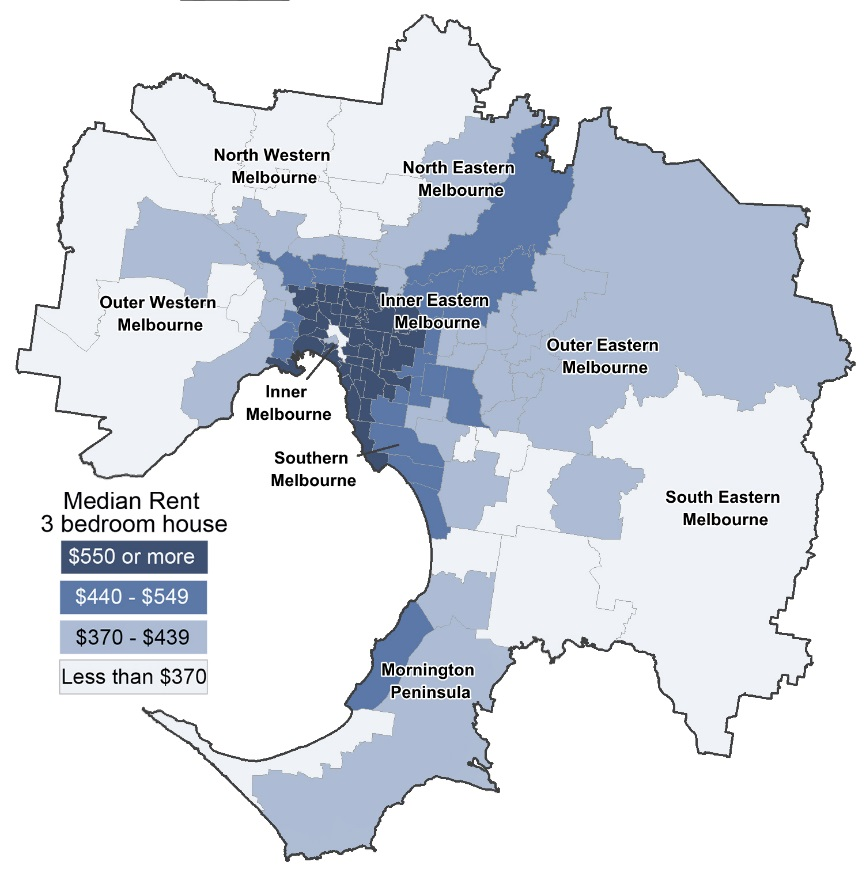 North Western
Melbourne
North Eastern
Melbourne
Outer Western
Melbourne
Inner Eastern
Melbourne
Outer Eastern
Melbourne
Inner
Melbourne
Southern
Melbourne
South Eastern
Melbourne
Median Rent
3 bedroom house
$550 or more
$440 - $549
$370 - $439
Less than $370
Mornington
Peninsula